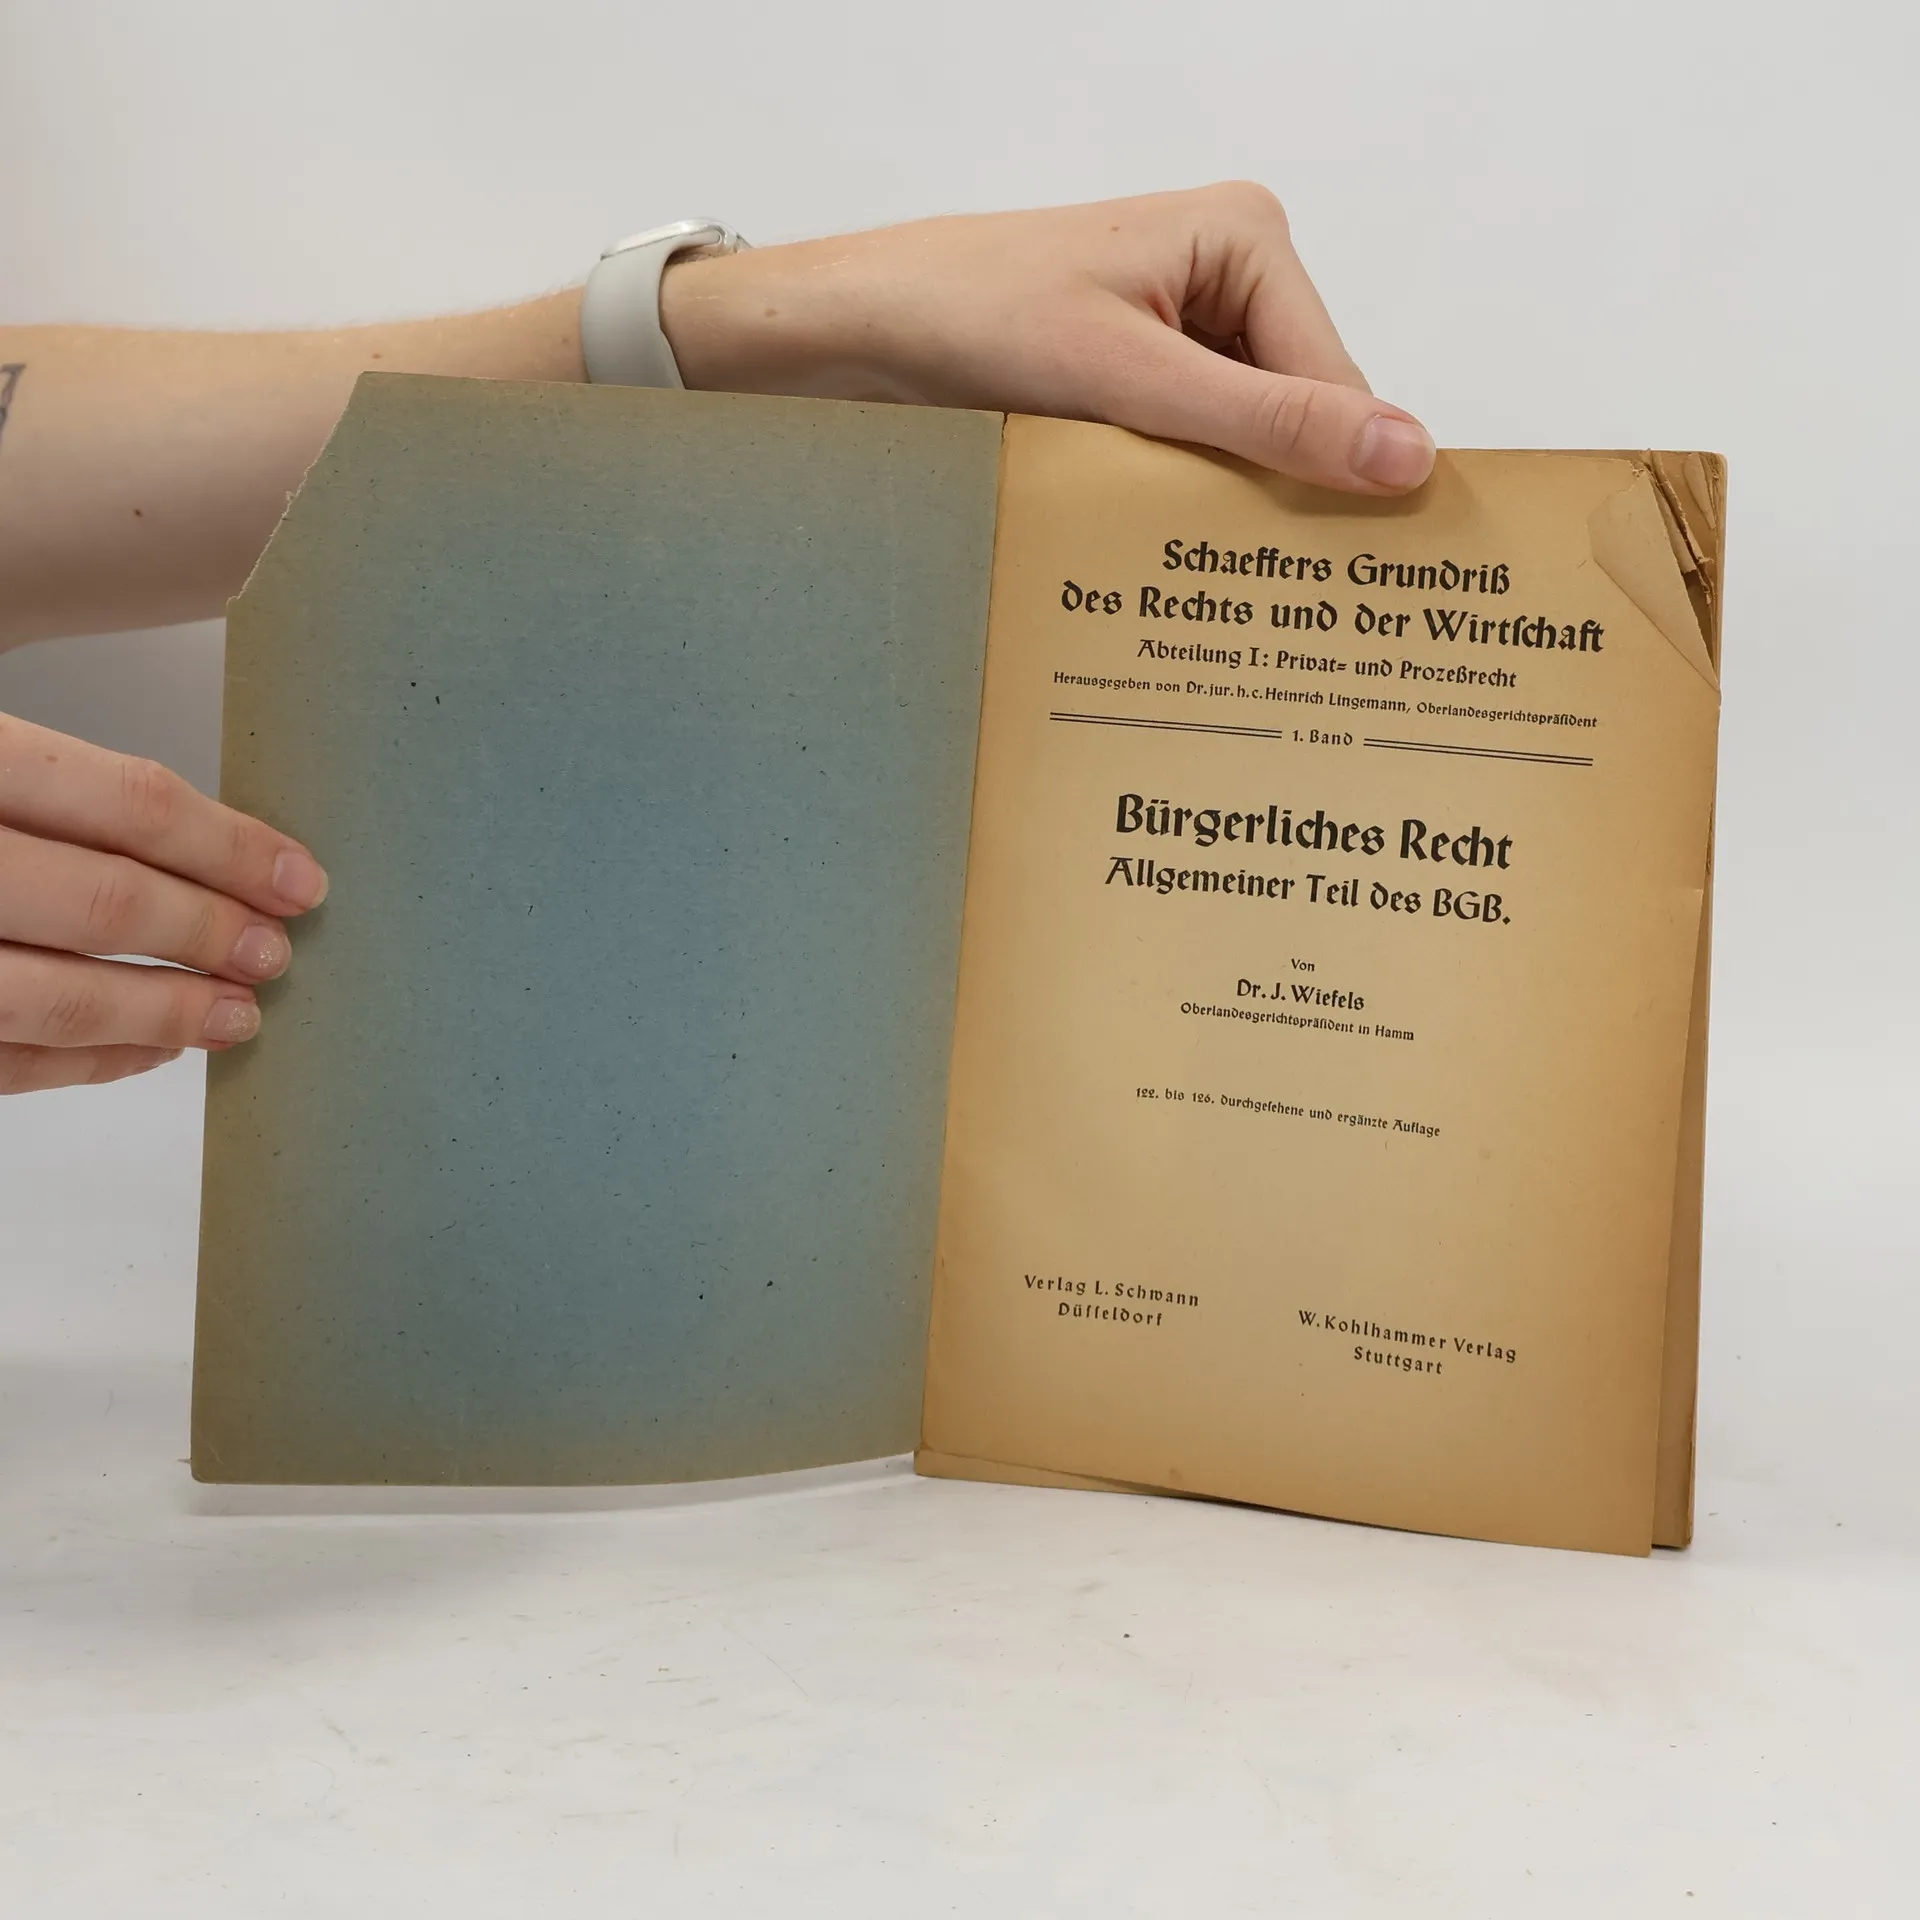 Schaeffers Grundriß
des Rechts und der Wirtſchaft
Abteilung I: Privat- und Prozeßrecht
Herausgegeben von Dr. jur. h. c. Heinrich Lingemann, Oberlandesgerichtspräſident
1. Band
Bürgerliches Recht
Allgemeiner Teil des BGB.
Von
Dr. J. Wiefels
Oberlandesgerichtspräſident in Hamm
122. bis 126. durchgeſehene und ergänzte Auflage
Verlag L. Schwann
Düſſeldorf
W. Kohlhammer Verlag
Stuttgart